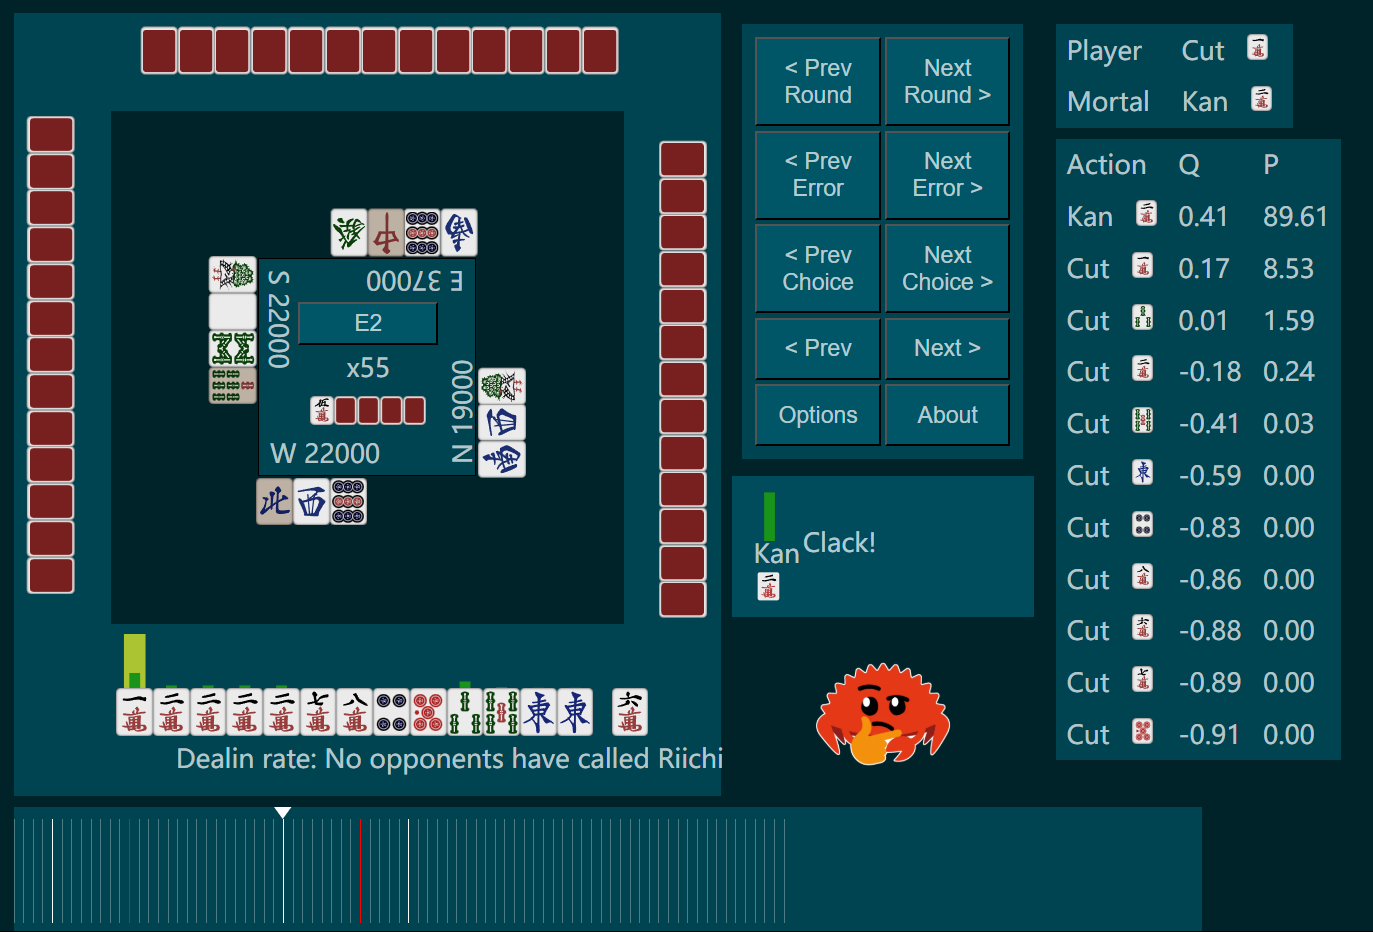 E 37000
S 22000
E2
x55
N 19000
W 22000
Dealin rate: No opponents have called Riichi
< Prev Round
Next Round >
< Prev Error
Next Error >
< Prev Choice
Next Choice >
< Prev
Next >
Options
About
Kan
Clack!
Player Cut
Mortal Kan
Action Q P
Kan 0.41 89.61
Cut 0.17 8.53
Cut 0.01 1.59
Cut -0.18 0.24
Cut -0.41 0.03
Cut -0.59 0.00
Cut -0.83 0.00
Cut -0.86 0.00
Cut -0.88 0.00
Cut -0.89 0.00
Cut -0.91 0.00